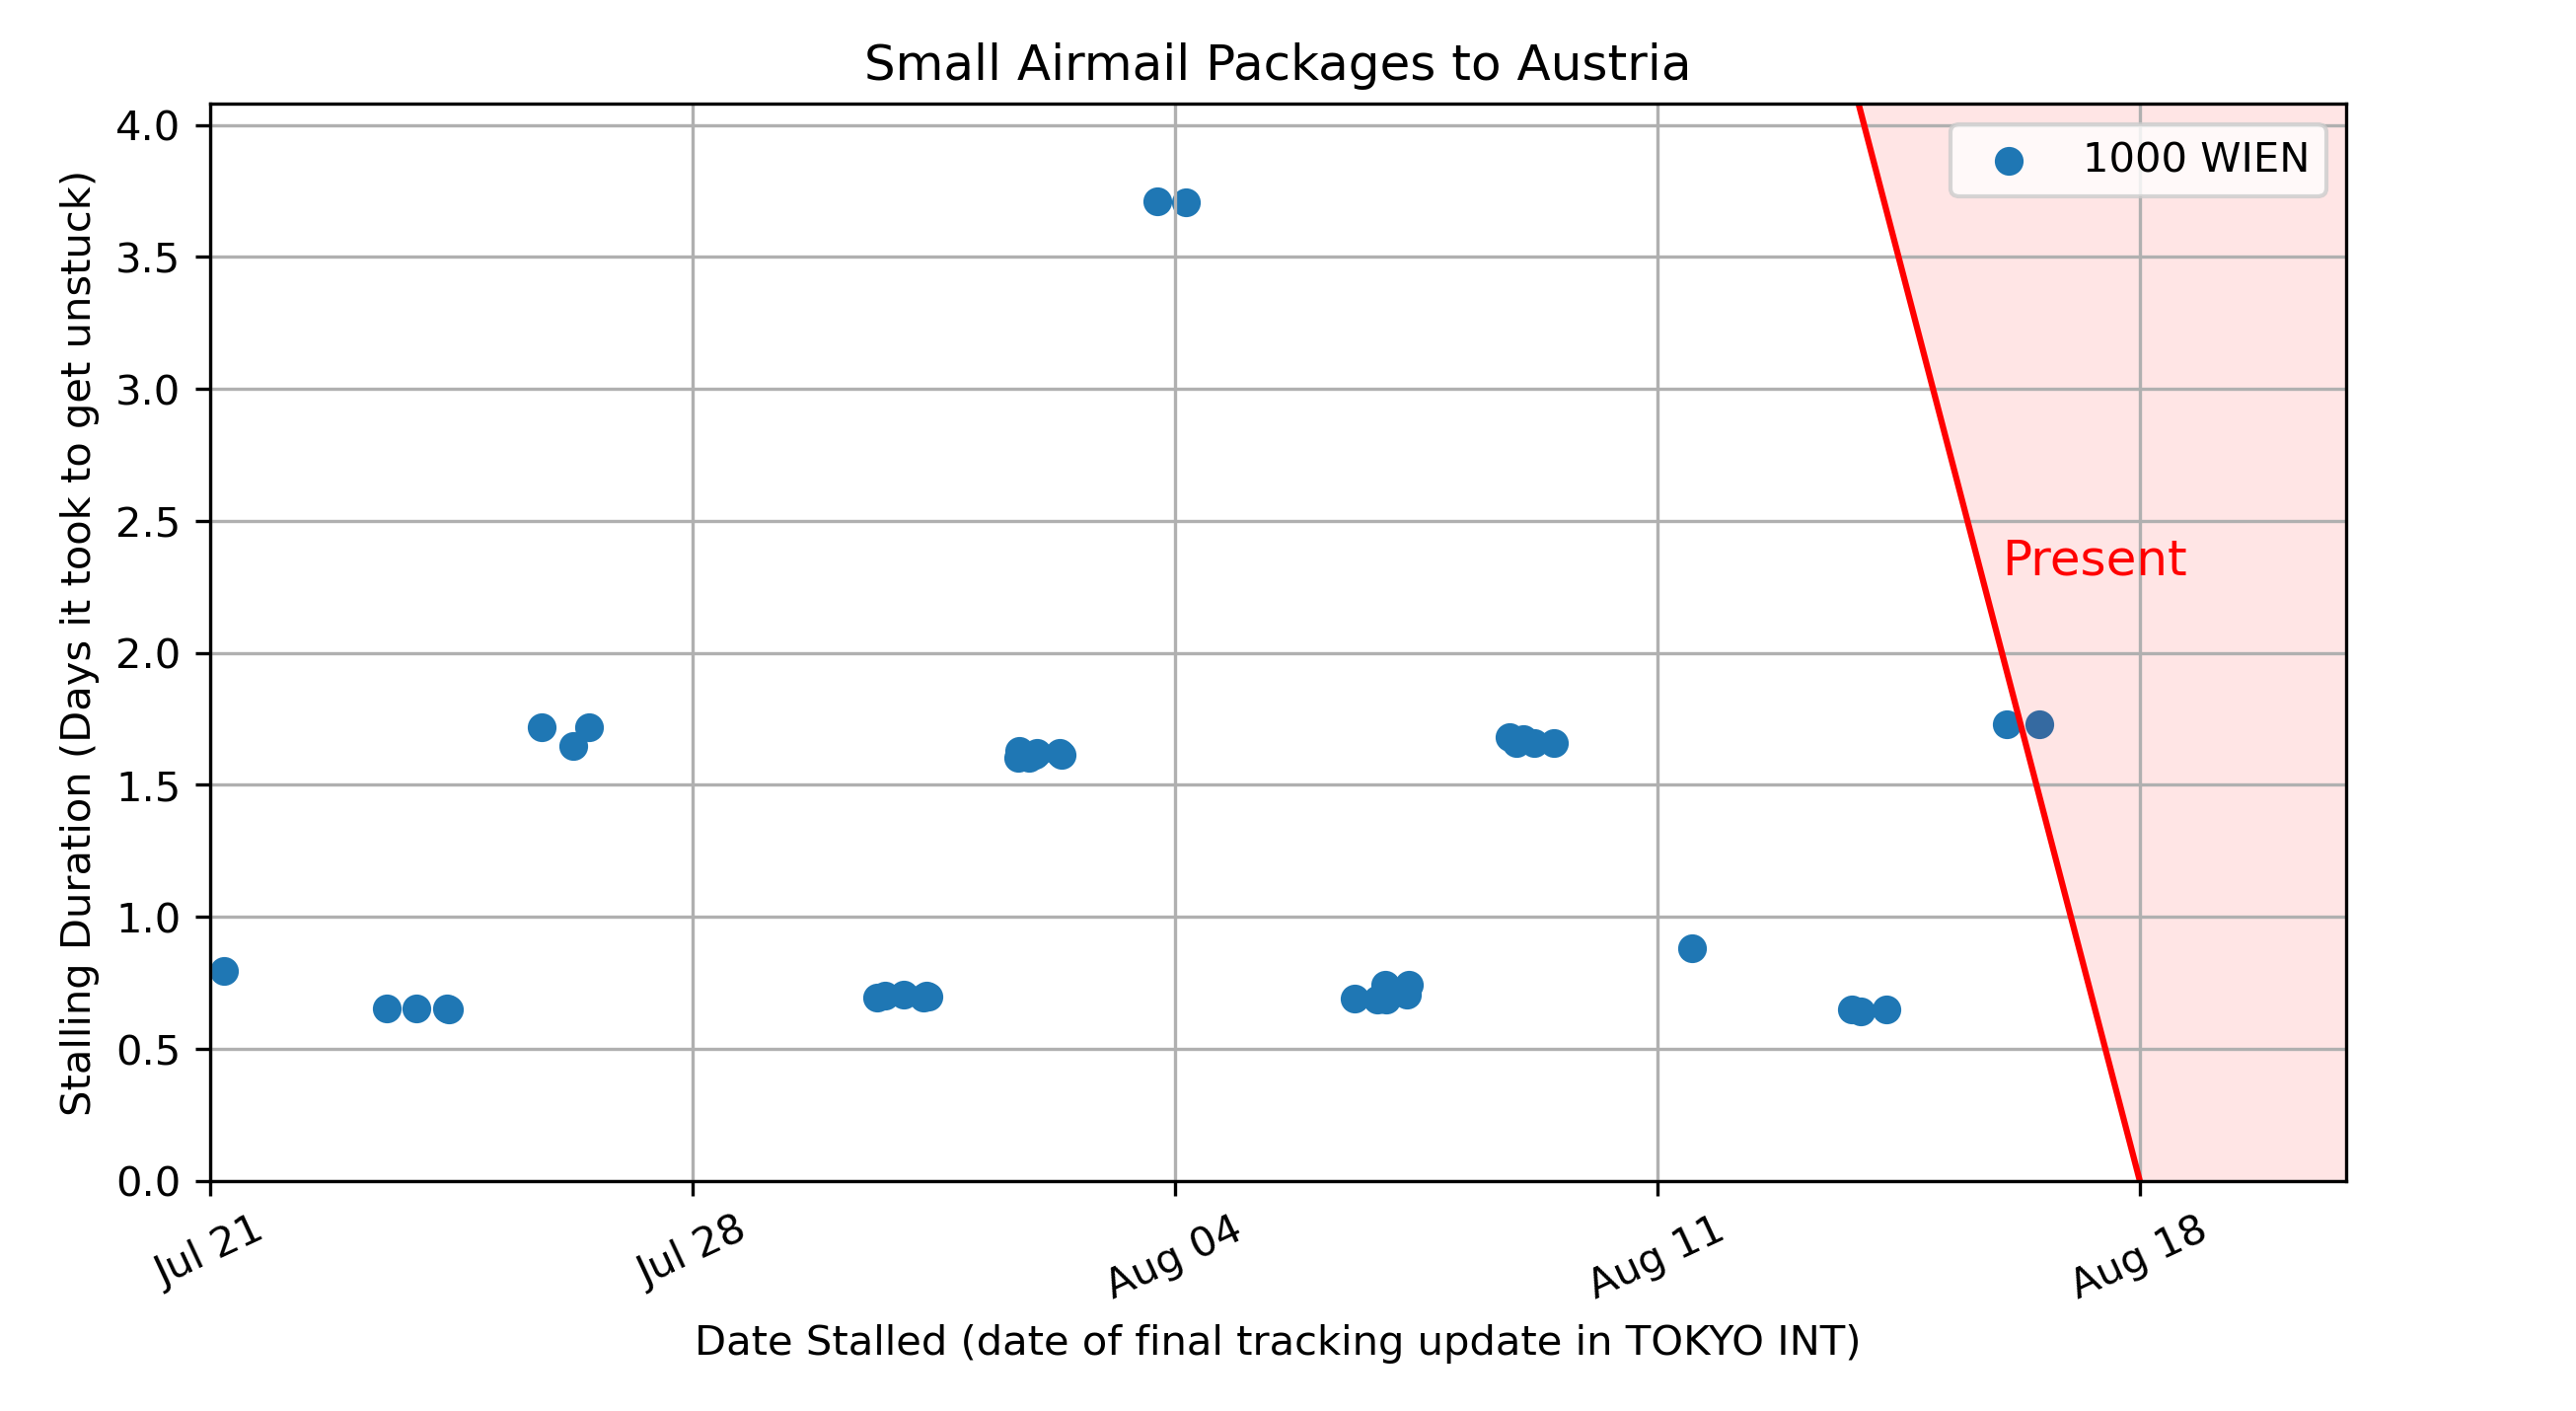 Small Airmail Packages to Austria
Stalling Duration (Days it took to get unstuck)
4.0
3.5
3.0
2.5
2.0
1.5
1.0
0.5
0.0
1000 WIEN
Present
Jul 21
Jul 28
Aug 04
Aug 11
Aug 18
Date Stalled (date of final tracking update in TOKYO INT)